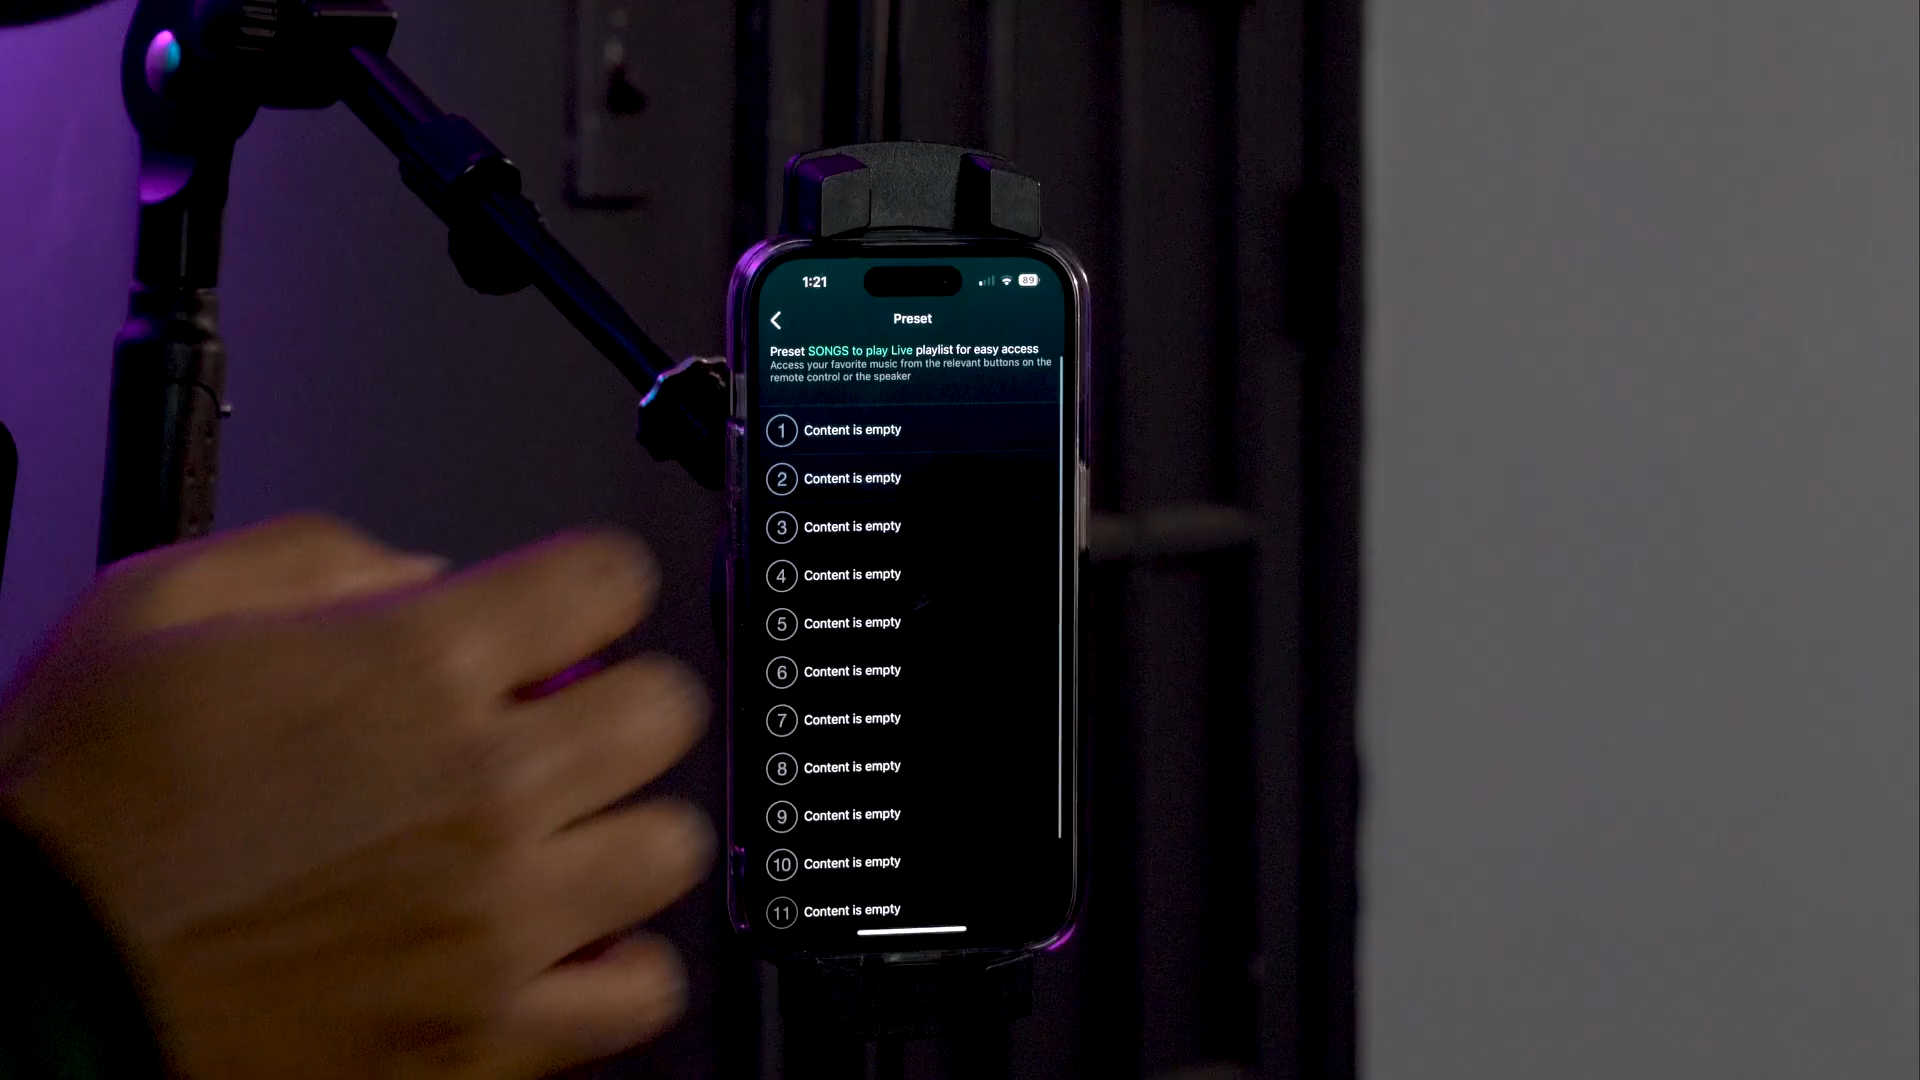 1:21
89
Preset
Preset SONGS to play Live playlist for easy access
Access your favorite music from the relevant buttons on the
remote control or the speaker
1 Content is empty
2 Content is empty
3 Content is empty
4 Content is empty
5 Content is empty
6 Content is empty
7 Content is empty
8 Content is empty
9 Content is empty
10 Content is empty
11 Content is empty